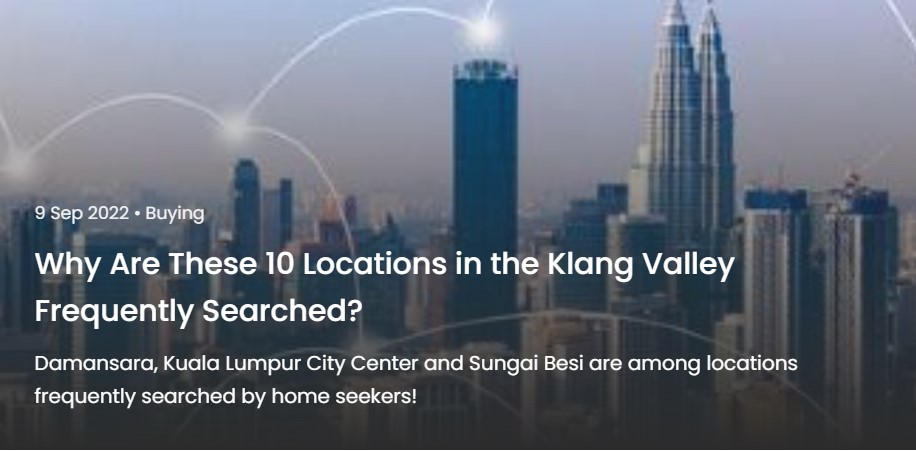 9 Sep 2022 • Buying
Why Are These 10 Locations in the Klang Valley
Frequently Searched?
Damansara, Kuala Lumpur City Center and Sungai Besi are among locations
frequently searched by home seekers!